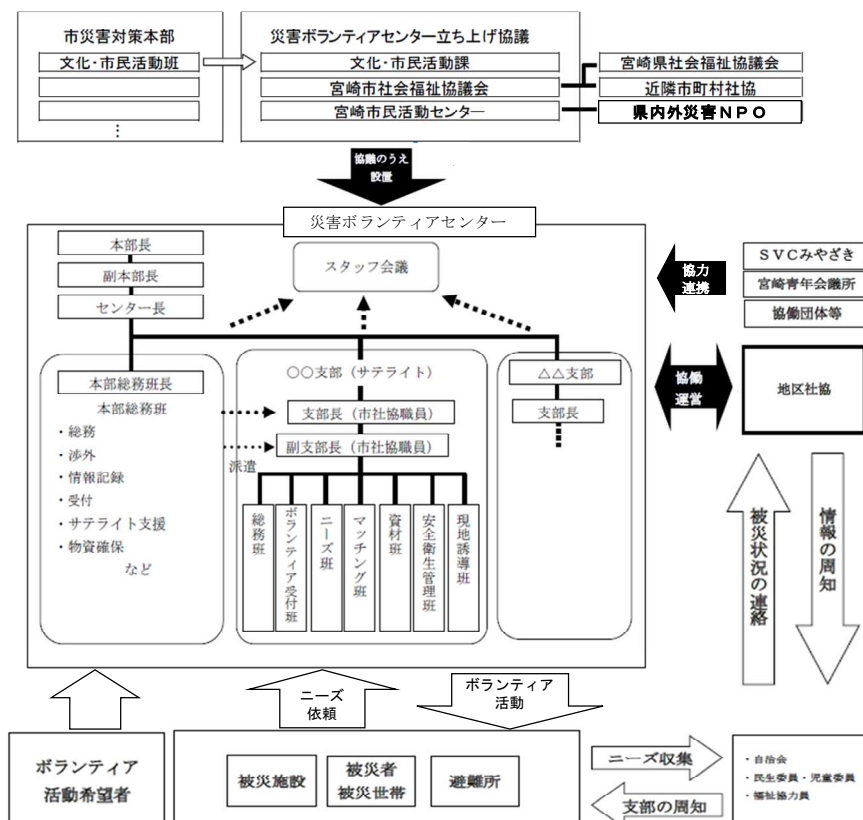 市災害対策本部
文化・市民活動班
⋮
災害ボランティアセンター立ち上げ協議
文化・市民活動課
宮崎市社会福祉協議会
宮崎市民活動センター
宮崎県社会福祉協議会
近隣市町村社協
県内外災害NPO
協議のうえ
設置
災害ボランティアセンター
本部長
副本部長
センター長
スタッフ会議
協力
連携
SVCみやざき
宮崎青年会議所
協働団体等
本部総務班長
本部総務班
・総務
・渉外
・情報記録
・受付
・サテライト支援
・物資確保
など
派遣
〇〇支部(サテライト)
支部長(市社協職員)
副支部長(市社協職員)
総務班
ボランティア受付班
ニーズ班
マッチング班
資材班
安全衛生管理班
現地誘導班
△△支部
支部長
協働
運営
地区社協
被災状況の連絡
情報の周知
ニーズ
依頼
ボランティア
活動
ボランティア
活動希望者
被災施設
被災者
被災世帯
避難所
ニーズ収集
支部の周知
・自治会
・民生委員・児童委員
・福祉協力員